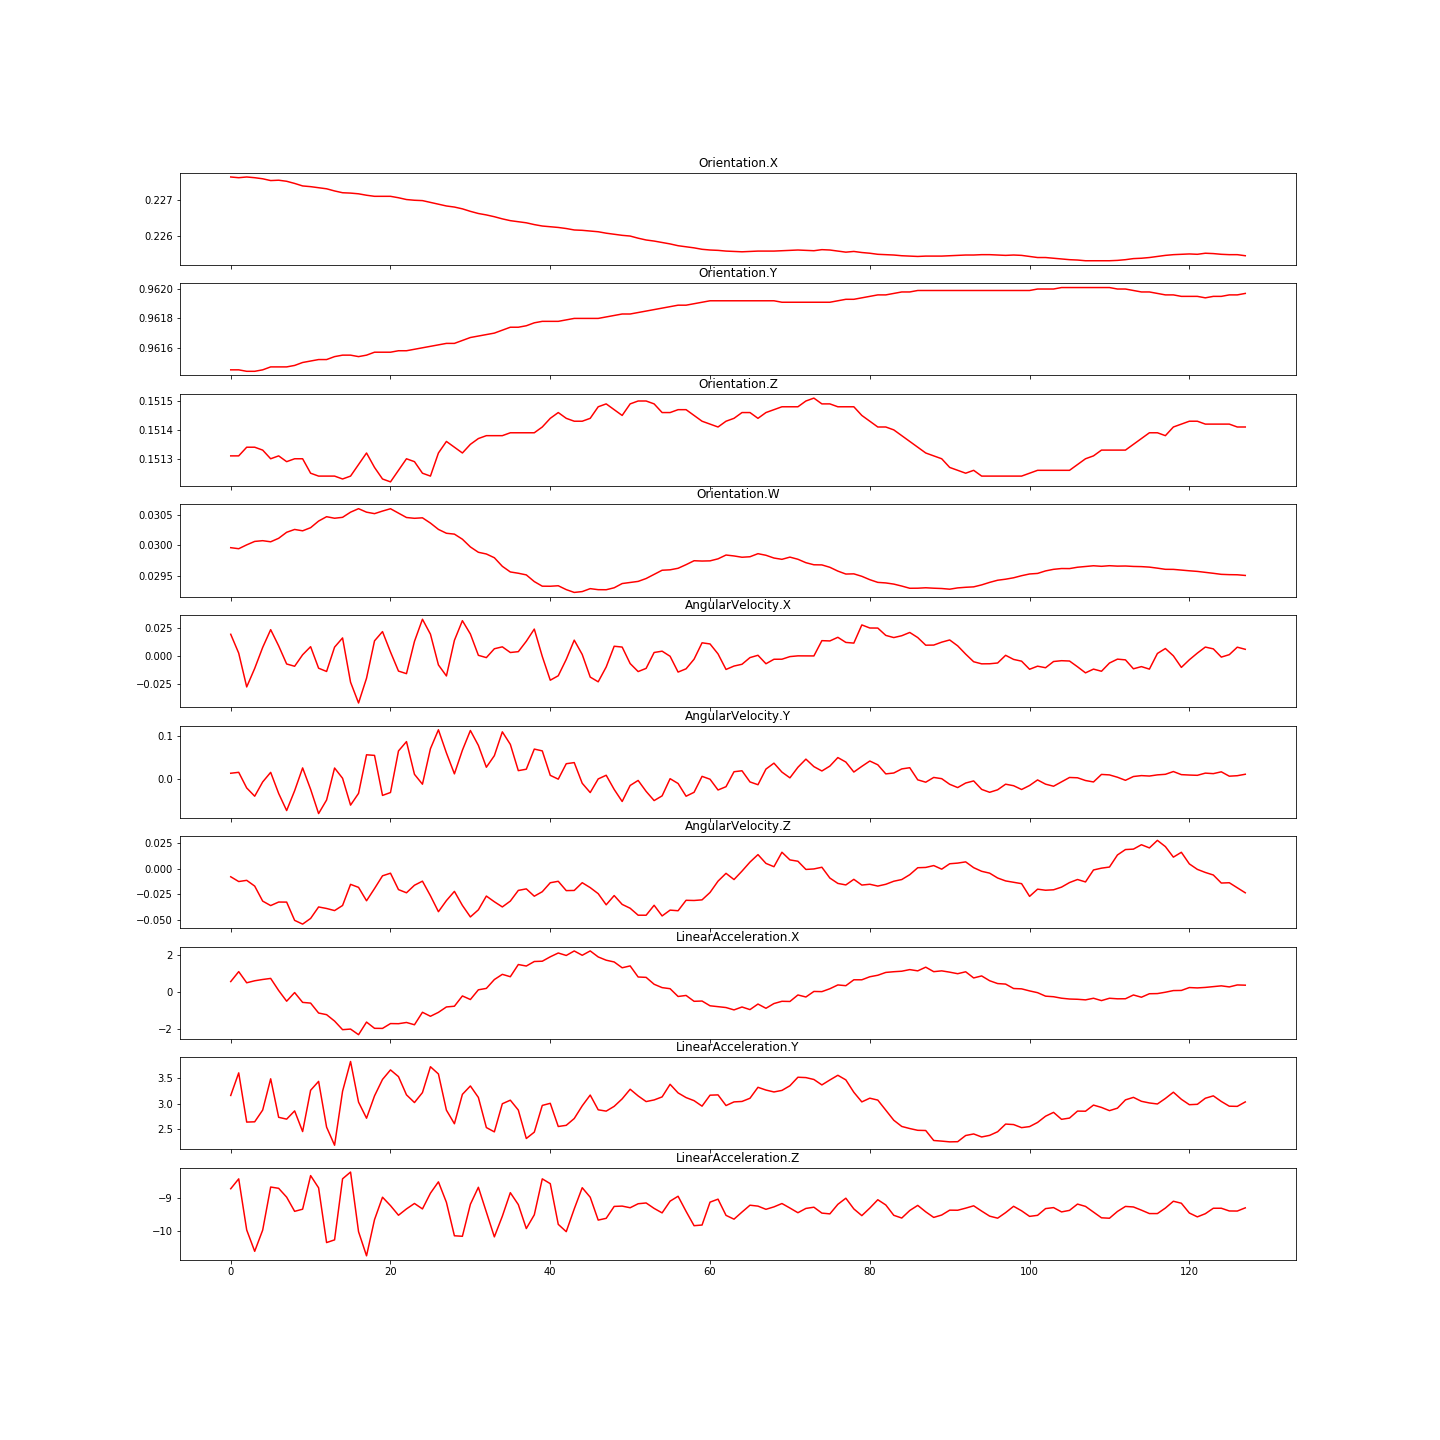 Orientation.X
0.227
0.226
Orientation.Y
0.9620
0.9618
0.9616
Orientation.Z
0.1515
0.1514
0.1513
Orientation.W
0.0305
0.0300
0.0295
AngularVelocity.X
0.025
0.000
−0.025
AngularVelocity.Y
0.1
0.0
AngularVelocity.Z
0.025
0.000
−0.025
−0.050
LinearAcceleration.X
2
0
−2
LinearAcceleration.Y
3.5
3.0
2.5
LinearAcceleration.Z
−9
−10
0 20 40 60 80 100 120